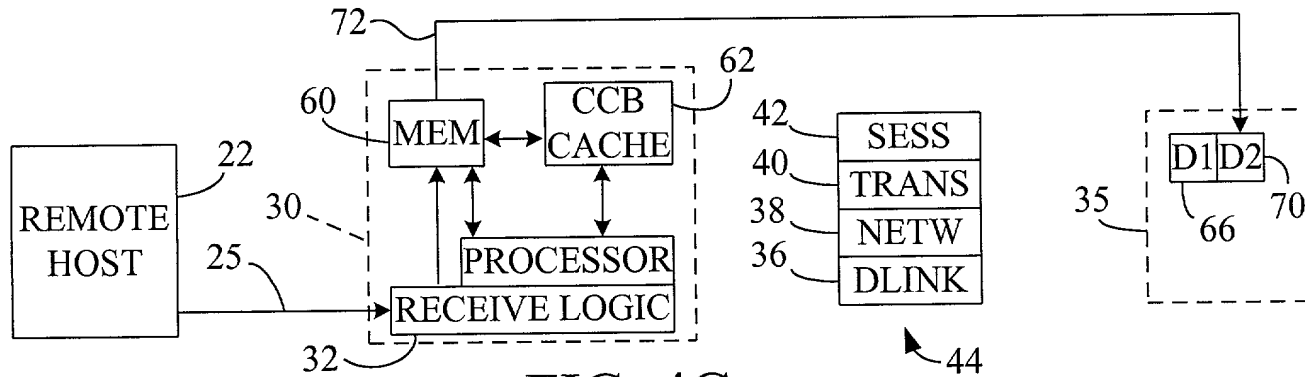 72
60
MEM
CCB
CACHE
62
42
SESS
40
TRANS
38
NETW
36
DLINK
44
22
REMOTE
HOST
25
30
PROCESSOR
RECEIVE LOGIC
32
35
D1 D2
66
70